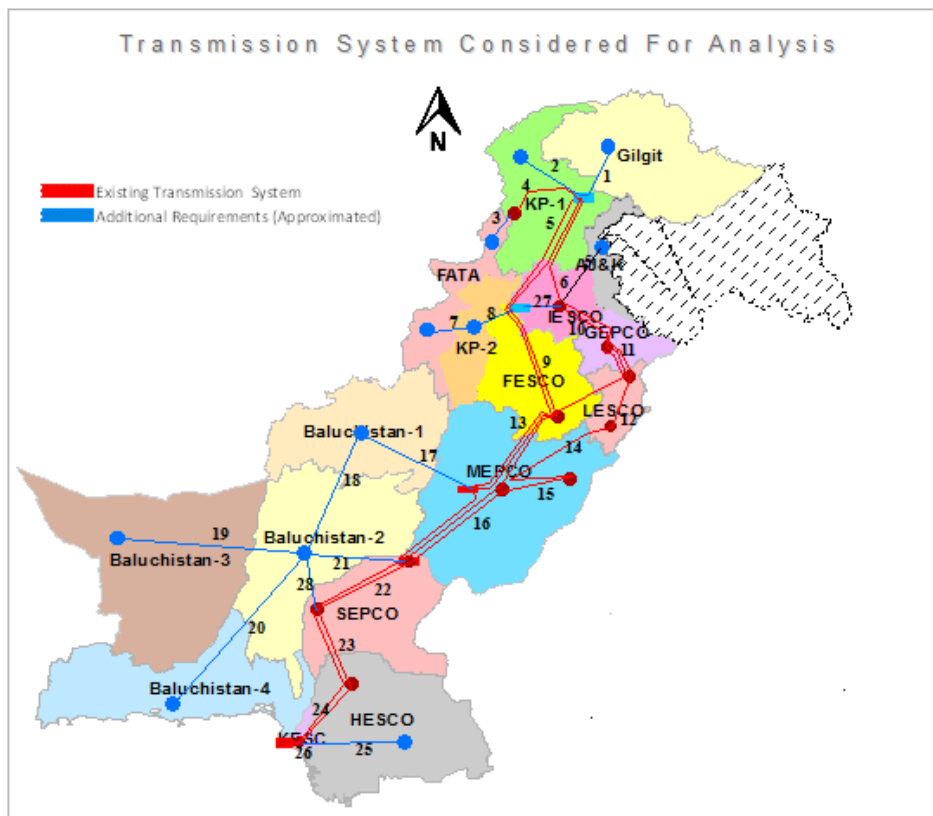 Transmission System Considered For Analysis
N
Gilgit
2
1
Existing Transmission System
4
KP-1
Additional Requirements (Approximated)
3
5
AJ&K
FATA
6
27
IESCO
8
7
10
GEPCO
KP-2
11
9
FESCO
LESCO
13
12
Baluchistan-1
14
17
MEPCO
18
15
16
19
Baluchistan-2
Baluchistan-3
21
22
28
SEPCO
20
23
Baluchistan-4
24
HESCO
KESC
26
25